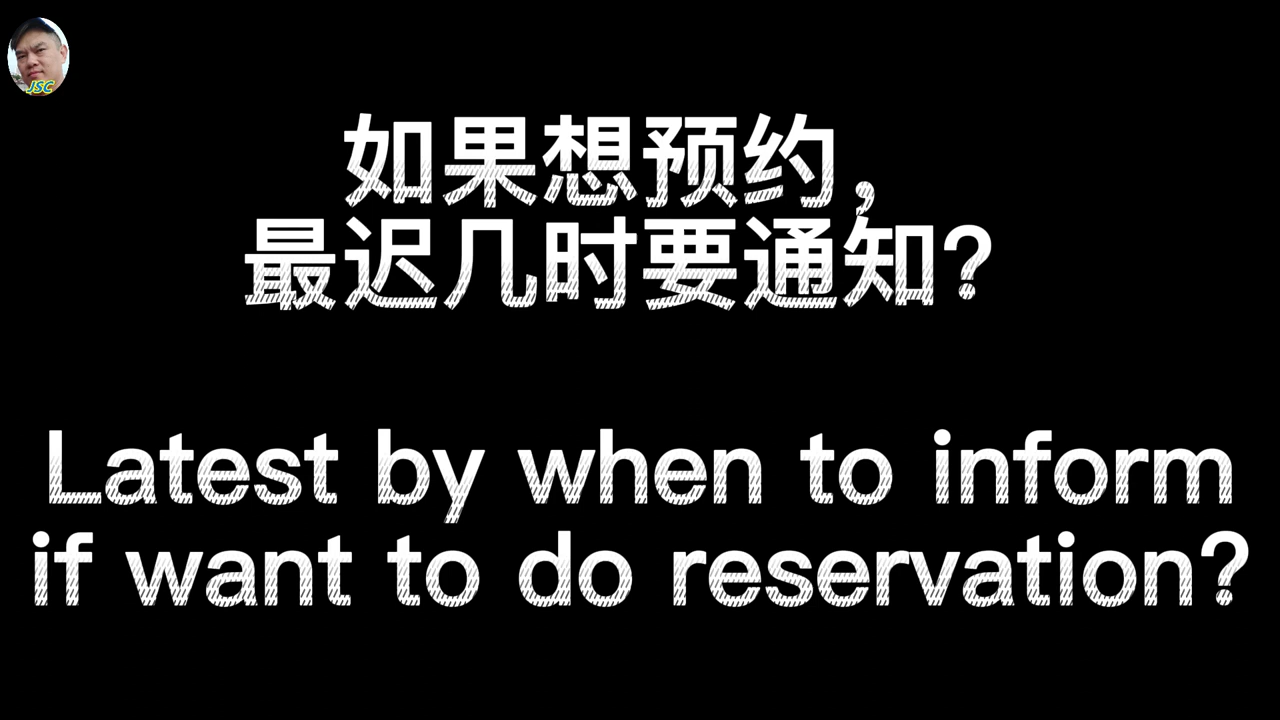 JSC
如果想预约，
最迟几时要通知?
Latest by when to inform
if want to do reservation?